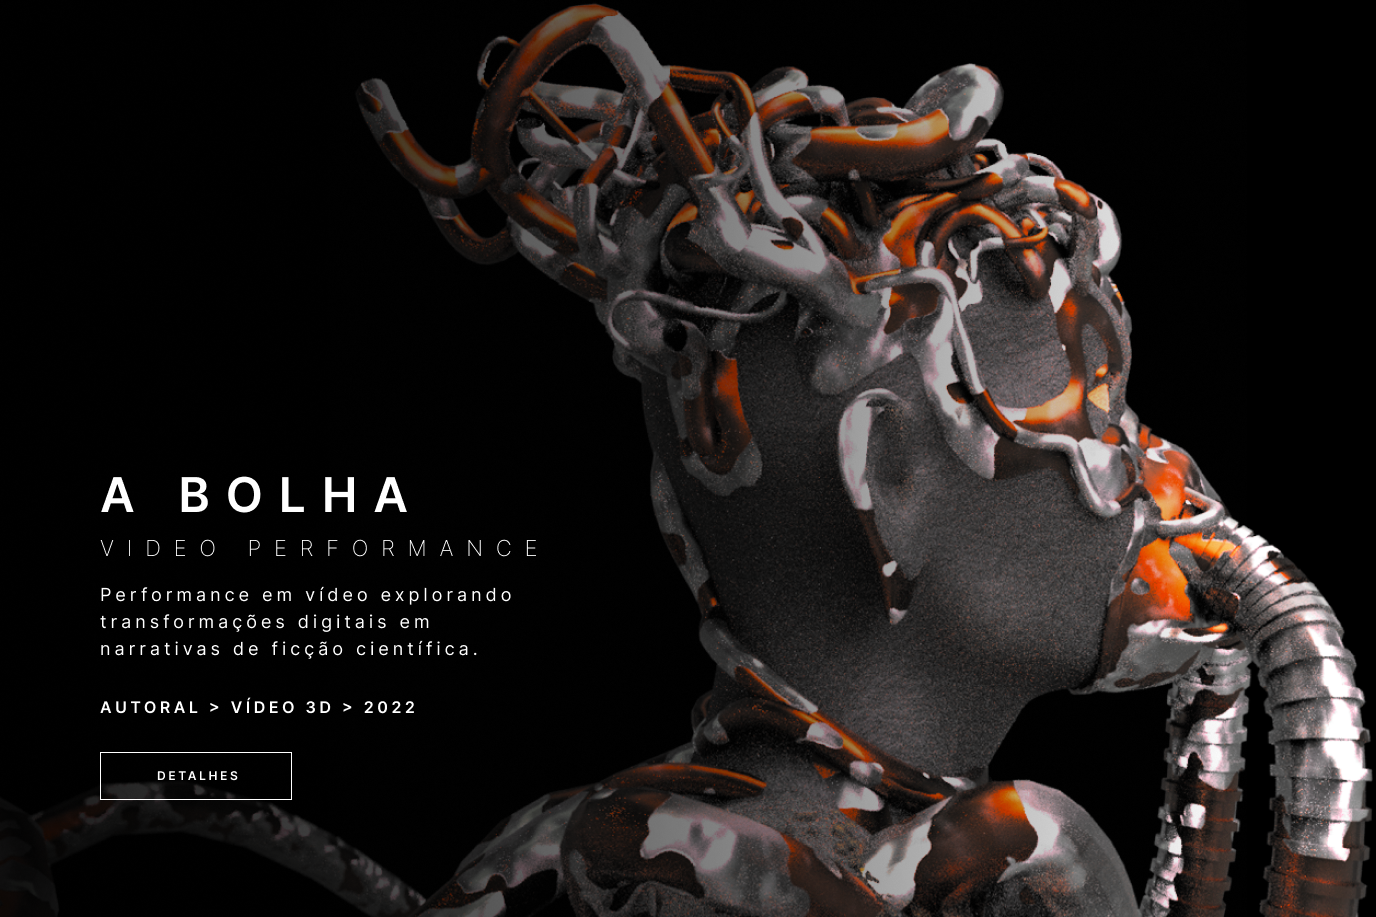 A BOLHA
VIDEO PERFORMANCE
Performance em vídeo explorando
transformações digitais em
narrativas de ficção científica.
AUTORAL > VÍDEO 3D > 2022
DETALHES